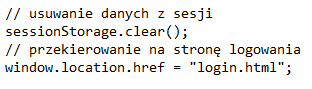 // usuwanie danych z sesji
sessionStorage.clear();
// przekierowanie na stronę logowania
window.location.href = "login.html";